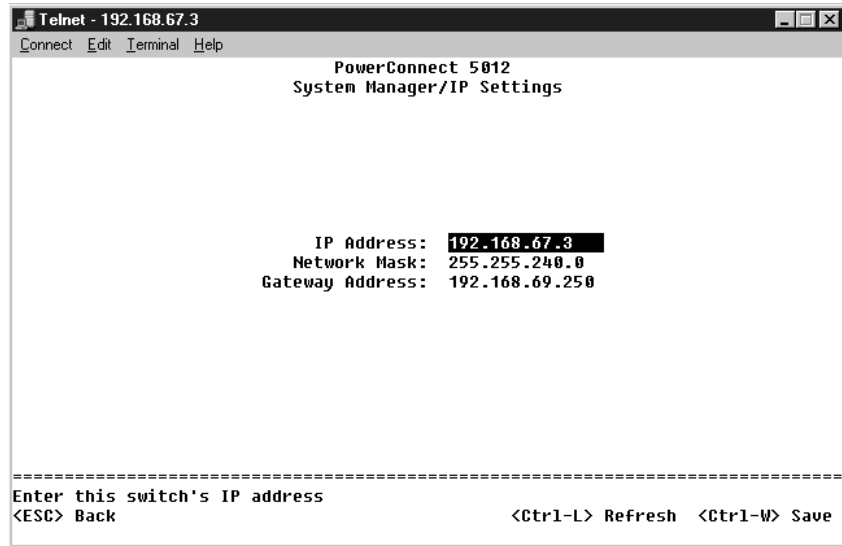 Telnet - 192.168.67.3
Connect Edit Terminal Help
PowerConnect 5012
System Manager/IP Settings
IP Address: 192.168.67.3
Network Mask: 255.255.240.0
Gateway Address: 192.168.69.250
================================================================================
Enter this switch's IP address
<ESC> Back <Ctrl-L> Refresh <Ctrl-W> Save